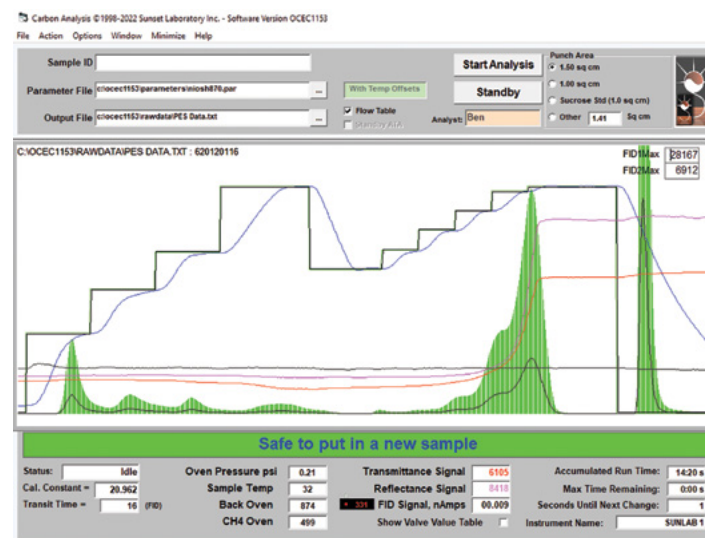 Carbon Analysis ©1998-2022 Sunset Laboratory Inc. - Software Version OCEC1153
File Action Options Window Minimize Help
Sample ID
Parameter File c:\ocec1153\parameters\niosh870.par ...
Output File c:\ocec1153\rawdata\PES Data.txt ...
With Temp Offsets
Flow Table
Standby ATA
Start Analysis
Standby
Analyst: Ben
Punch Area
1.50 sq cm
1.00 sq cm
Sucrose Std (1.0 sq cm)
Other 1.41 Sq cm
C:\OCEC1153\RAWDATA\PES DATA.TXT : 620120116
FID1Max 28167
FID2Max 6912
Safe to put in a new sample
Status: Idle
Cal. Constant = 20.962
Transit Time = 16 (FID)
Oven Pressure psi 0.21
Sample Temp 32
Back Oven 874
CH4 Oven 499
Transmittance Signal 6105
Reflectance Signal 8418
331 FID Signal, nAmps 00.009
Show Valve Value Table
Accumulated Run Time: 14:20 s
Max Time Remaining: 0:00 s
Seconds Until Next Change: 1
Instrument Name: SUNLAB 1